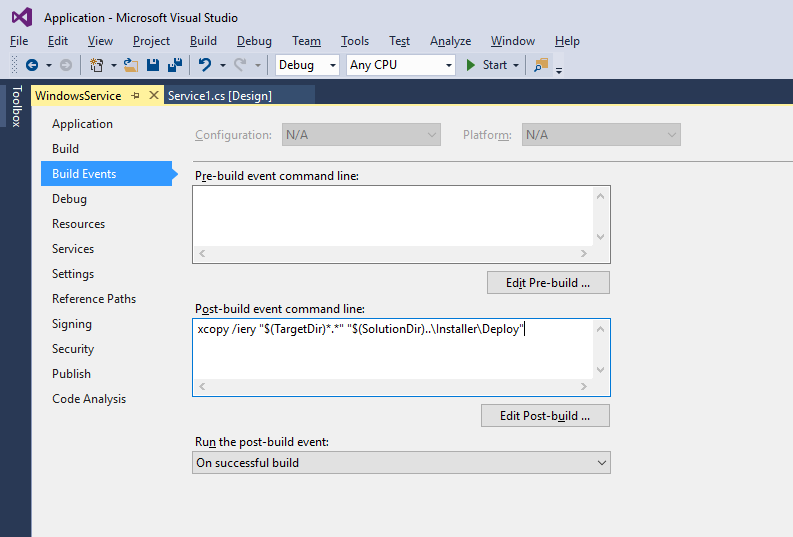 Application - Microsoft Visual Studio
File Edit View Project Build Debug Team Tools Test Analyze Window Help
Debug Any CPU Start
Toolbox
WindowsService Service1.cs [Design]
Application
Build
Build Events
Debug
Resources
Services
Settings
Reference Paths
Signing
Security
Publish
Code Analysis
Configuration: N/A Platform: N/A
Pre-build event command line:
Edit Pre-build ...
Post-build event command line:
xcopy /iery "$(TargetDir)*.*" "$(SolutionDir)..\Installer\Deploy"
Edit Post-build ...
Run the post-build event:
On successful build